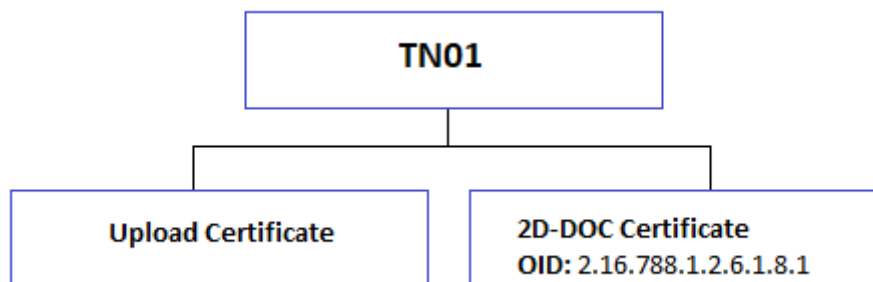 TN01
Upload Certificate
2D-DOC Certificate
OID: 2.16.788.1.2.6.1.8.1